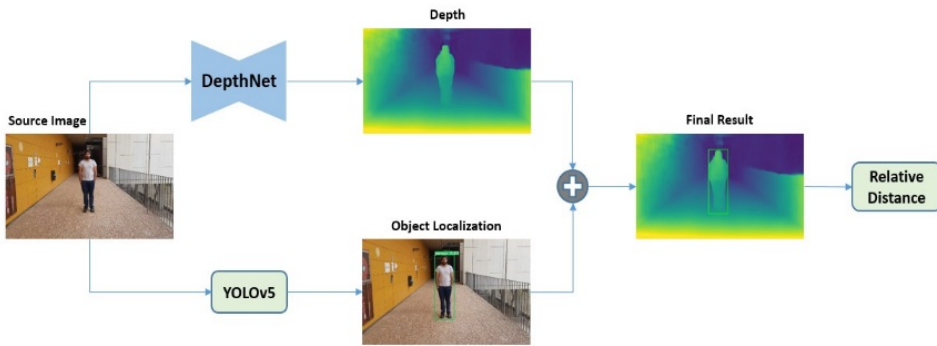 Depth
DepthNet
Source Image
Final Result
Relative
Distance
Object Localization
YOLOv5